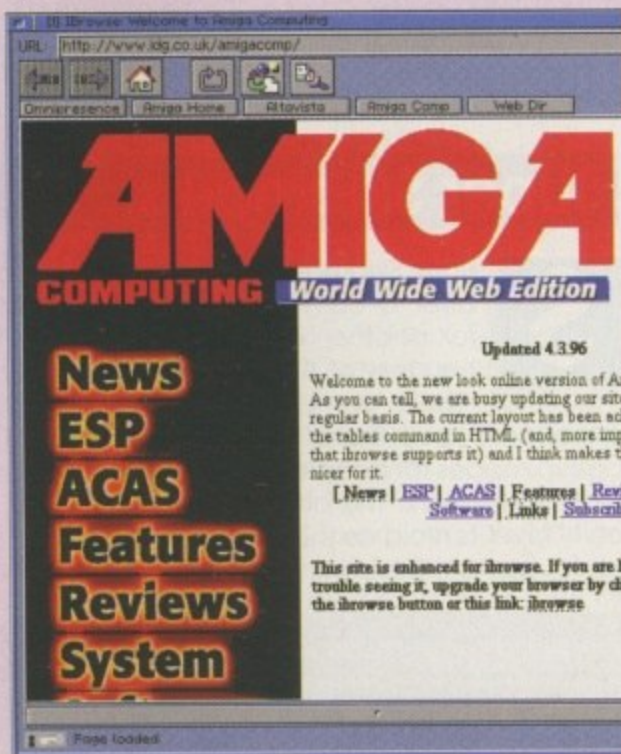 IBrowse: Welcome to Amiga Computing
URL: http://www.idg.co.uk/amigacomp/
Omnipresence Amiga Home Altavista Amiga Comp Web Dir
AMIGA
COMPUTING World Wide Web Edition
Updated 4.3.96
Welcome to the new look online version of A
As you can tell, we are busy updating our sit
regular basis. The current layout has been a
the tables command in HTML (and, more imp
that ibrowse supports it) and I think makes t
nicer for it.
[ News | ESP | ACAS | Features | Rev
Software | Links | Subscrib
This site is enhanced for ibrowse. If you are
trouble seeing it, upgrade your browser by cl
the ibrowse button or this link: ibrowse
News
ESP
ACAS
Features
Reviews
System
Page loaded